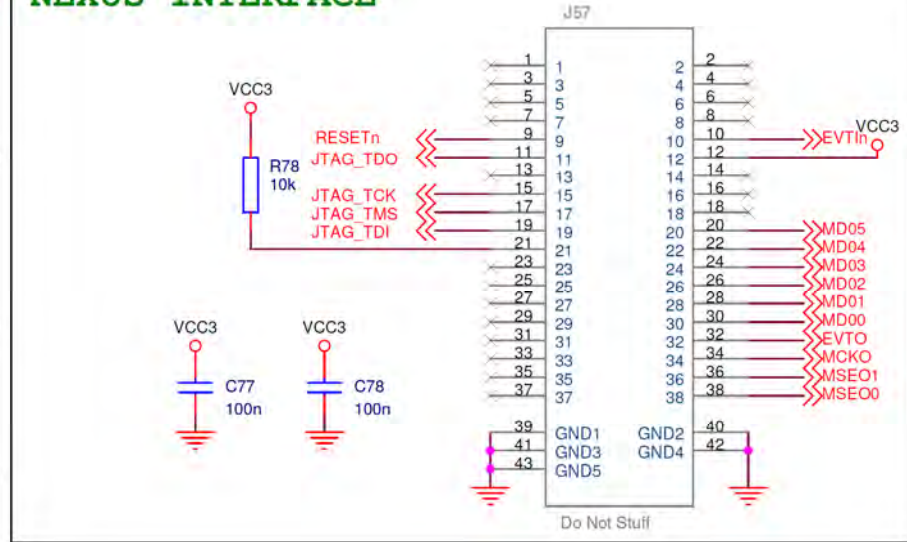 NEXUS INTERFACE
J57
1 1 2 2
3 3 4 4
5 5 6 6
7 7 8 8
RESETn 9 9 10 10 EVTIn VCC3
JTAG_TDO 11 11 12 12
13 13 14 14
JTAG_TCK 15 15 16 16
JTAG_TMS 17 17 18 18
JTAG_TDI 19 19 20 20 MD05
21 21 22 22 MD04
23 23 24 24 MD03
25 25 26 26 MD02
27 27 28 28 MD01
29 29 30 30 MD00
31 31 32 32 EVTO
33 33 34 34 MCKO
35 35 36 36 MSEO1
37 37 38 38 MSEO0
39 GND1 GND2 40
41 GND3 GND4 42
43 GND5
Do Not Stuff
VCC3
R78
10k
VCC3
C77
100n
VCC3
C78
100n